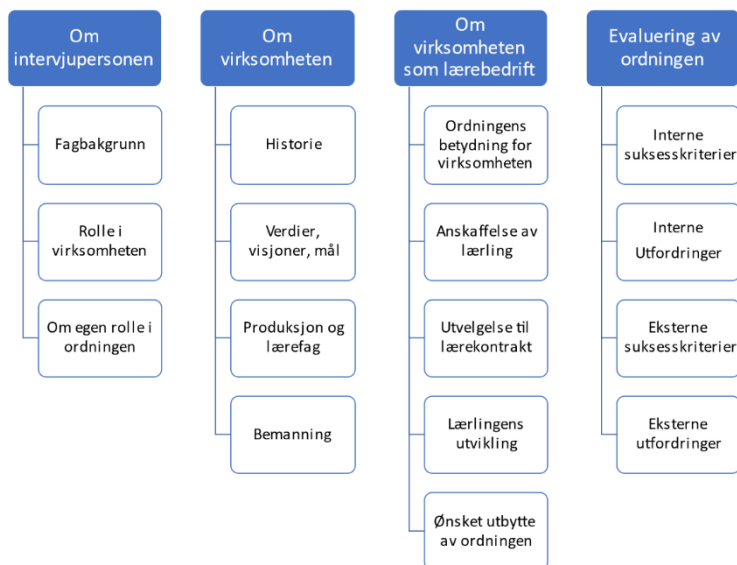 Om
intervjupersonen
Fagbakgrunn
Rolle i
virksomheten
Om egen rolle i
ordningen
Om
virksomheten
Historie
Verdier,
visjoner, mål
Produksjon og
lærefag
Bemanning
Om
virksomheten
som lærebedrift
Ordningens
betydning for
virksomheten
Anskaffelse av
lærling
Utvelgelse til
lærekontrakt
Lærlingens
utvikling
Ønsket utbytte
av ordningen
Evaluering av
ordningen
Interne
suksesskriterier
Interne
Utfordringer
Eksterne
suksesskriterier
Eksterne
utfordringer